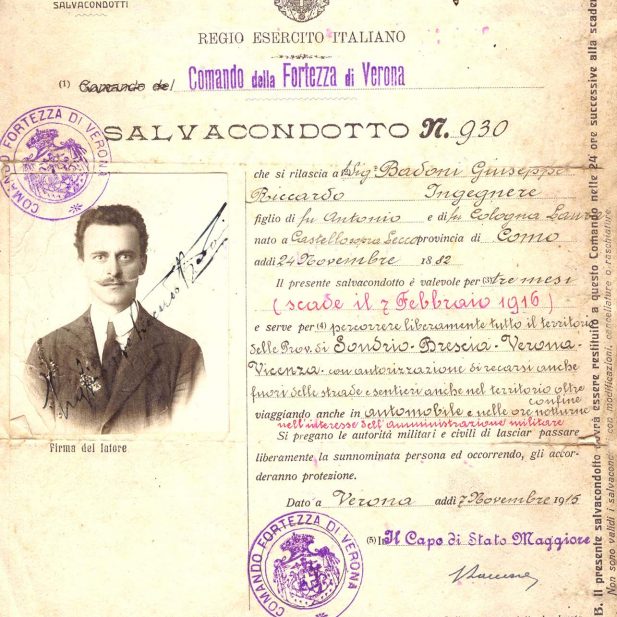 SALVACONDOTTI
REGIO ESERCITO ITALIANO
(1) Comando del Comando della Fortezza di Verona
SALVACONDOTTO N. 930
COMANDO FORTEZZA DI VERONA
che si rilascia a Sig. Badoni Giuseppe
Riccardo Ingegnere
figlio di fu Antonio e di fu Cologna Laura
nato a Castello sopra Lecco provincia di Como
addì 24 Novembre 1882
Il presente salvacondotto è valevole per (3) tre mesi
(scade il 7 Febbraio 1916)
e serve per (4) percorrere liberamente tutto il territorio
delle Prov. di Sondrio - Brescia - Verona -
Vicenza - con autorizzazione di recarsi anche
fuori delle strade e sentieri anche nel territorio oltre
confine
viaggiando anche in automobile e nelle ore notturne
nell'interesse dell'amministrazione militare
Si pregano le autorità militari e civili di lasciar passare
liberamente la sunnominata persona ed occorrendo, gli accor-
deranno protezione.
Firma del latore
Dato a Verona addì 7 Novembre 1915
(5) Il Capo di Stato Maggiore
COMANDO FORTEZZA DI VERONA
B. Il presente salvacondotto dovrà essere restituito a questo Comando nelle 24 ore successive alla scade
Non sono validi i salvacond con modificazioni, cancellature o raschiature